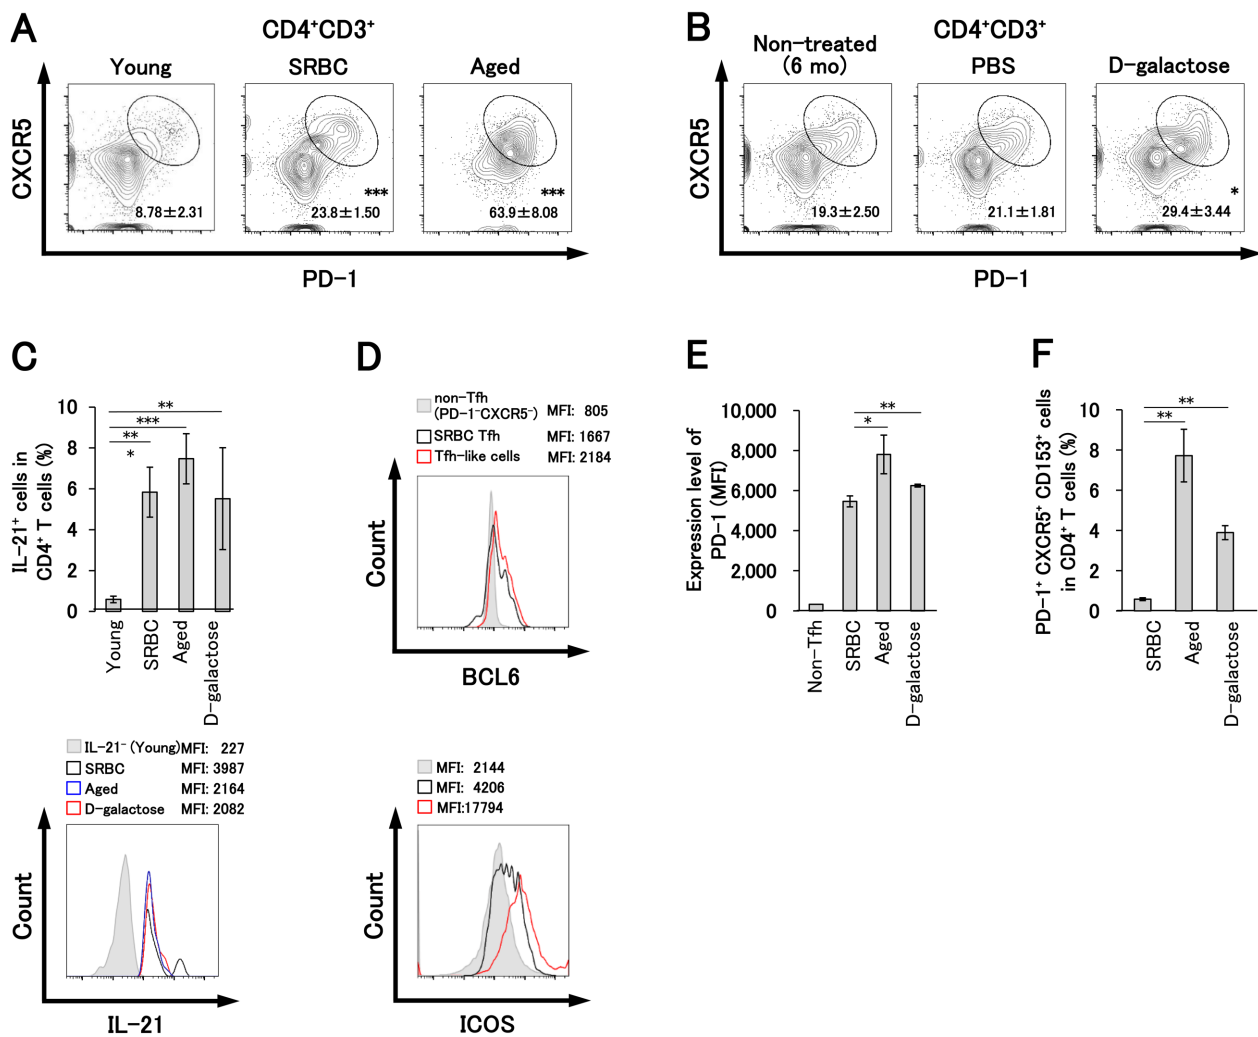 A
CD4⁺CD3⁺
Young
SRBC
Aged
CXCR5
8.78±2.31
***
23.8±1.50
***
63.9±8.08
PD-1
B
CD4⁺CD3⁺
Non-treated
(6 mo)
PBS
D-galactose
CXCR5
19.3±2.50
21.1±1.81
*
29.4±3.44
PD-1
C
IL-21⁺ cells in
CD4⁺ T cells (%)
10
8
6
4
2
0
**
***
**
*
Young
SRBC
Aged
D-galactose
IL-21⁻ (Young) MFI: 227
SRBC MFI: 3987
Aged MFI: 2164
D-galactose MFI: 2082
Count
IL-21
D
non-Tfh
(PD-1⁻CXCR5⁻) MFI: 805
SRBC Tfh MFI: 1667
Tfh-like cells MFI: 2184
Count
BCL6
MFI: 2144
MFI: 4206
MFI:17794
Count
ICOS
E
Expression level of
PD-1 (MFI)
10,000
8,000
6,000
4,000
2,000
0
**
*
Non-Tfh
SRBC
Aged
D-galactose
F
PD-1⁺ CXCR5⁺ CD153⁺ cells
in CD4⁺ T cells (%)
10
8
6
4
2
0
**
**
SRBC
Aged
D-galactose